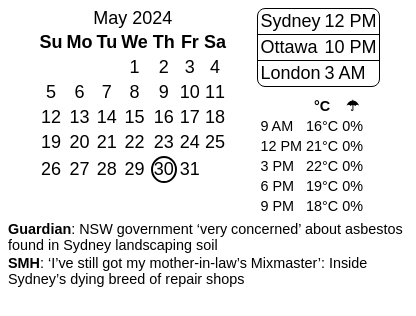 May 2024
Su Mo Tu We Th Fr Sa
1 2 3 4
5 6 7 8 9 10 11
12 13 14 15 16 17 18
19 20 21 22 23 24 25
26 27 28 29 30 31
Sydney 12 PM
Ottawa 10 PM
London 3 AM
°C ☂
9 AM 16°C 0%
12 PM 21°C 0%
3 PM 22°C 0%
6 PM 19°C 0%
9 PM 18°C 0%
Guardian: NSW government ‘very concerned’ about asbestos
found in Sydney landscaping soil
SMH: ‘I’ve still got my mother-in-law’s Mixmaster’: Inside
Sydney’s dying breed of repair shops